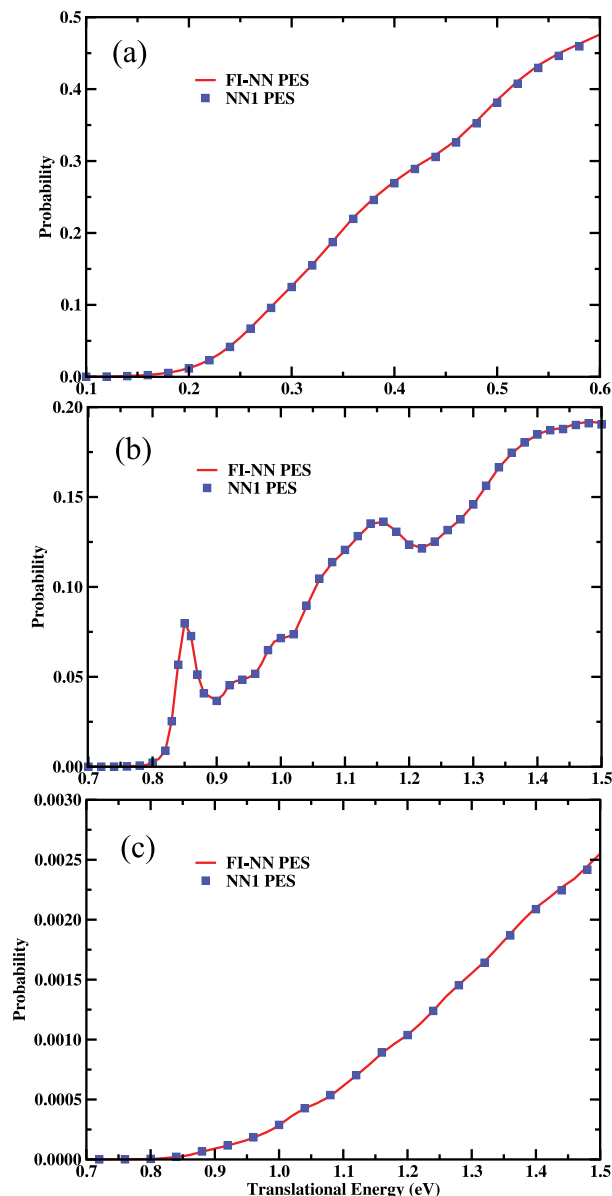 0.5
(a)
FI-NN PES
NN1 PES
0.4
0.3
Probability
0.2
0.1
0.0
0.1 0.2 0.3 0.4 0.5 0.6
0.20
(b)
FI-NN PES
NN1 PES
0.15
0.10
Probability
0.05
0.00
0.7 0.8 0.9 1.0 1.1 1.2 1.3 1.4 1.5
0.0030
(c)
FI-NN PES
NN1 PES
0.0025
0.0020
0.0015
Probability
0.0010
0.0005
0.0000
0.7 0.8 0.9 1.0 1.1 1.2 1.3 1.4 1.5
Translational Energy (eV)